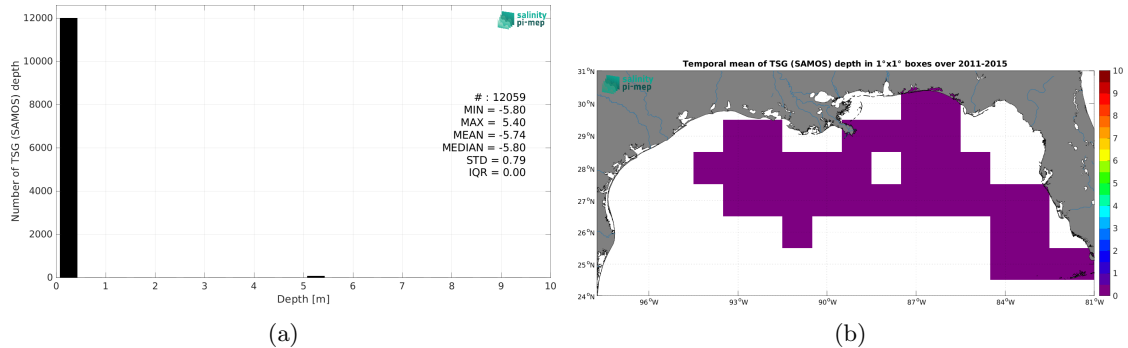 salinity
pi-mep
12000
10000
8000
6000
4000
2000
0
Number of TSG (SAMOS) depth
# : 12059
MIN = -5.80
MAX = 5.40
MEAN = -5.74
MEDIAN = -5.80
STD = 0.79
IQR = 0.00
0 1 2 3 4 5 6 7 8 9 10
Depth [m]
(a)
Temporal mean of TSG (SAMOS) depth in 1°x1° boxes over 2011-2015
salinity
pi-mep
31°N
30°N
29°N
28°N
27°N
26°N
25°N
24°N
96°W 93°W 90°W 87°W 84°W 81°W
10
9
8
7
6
5
4
3
2
1
0
(b)